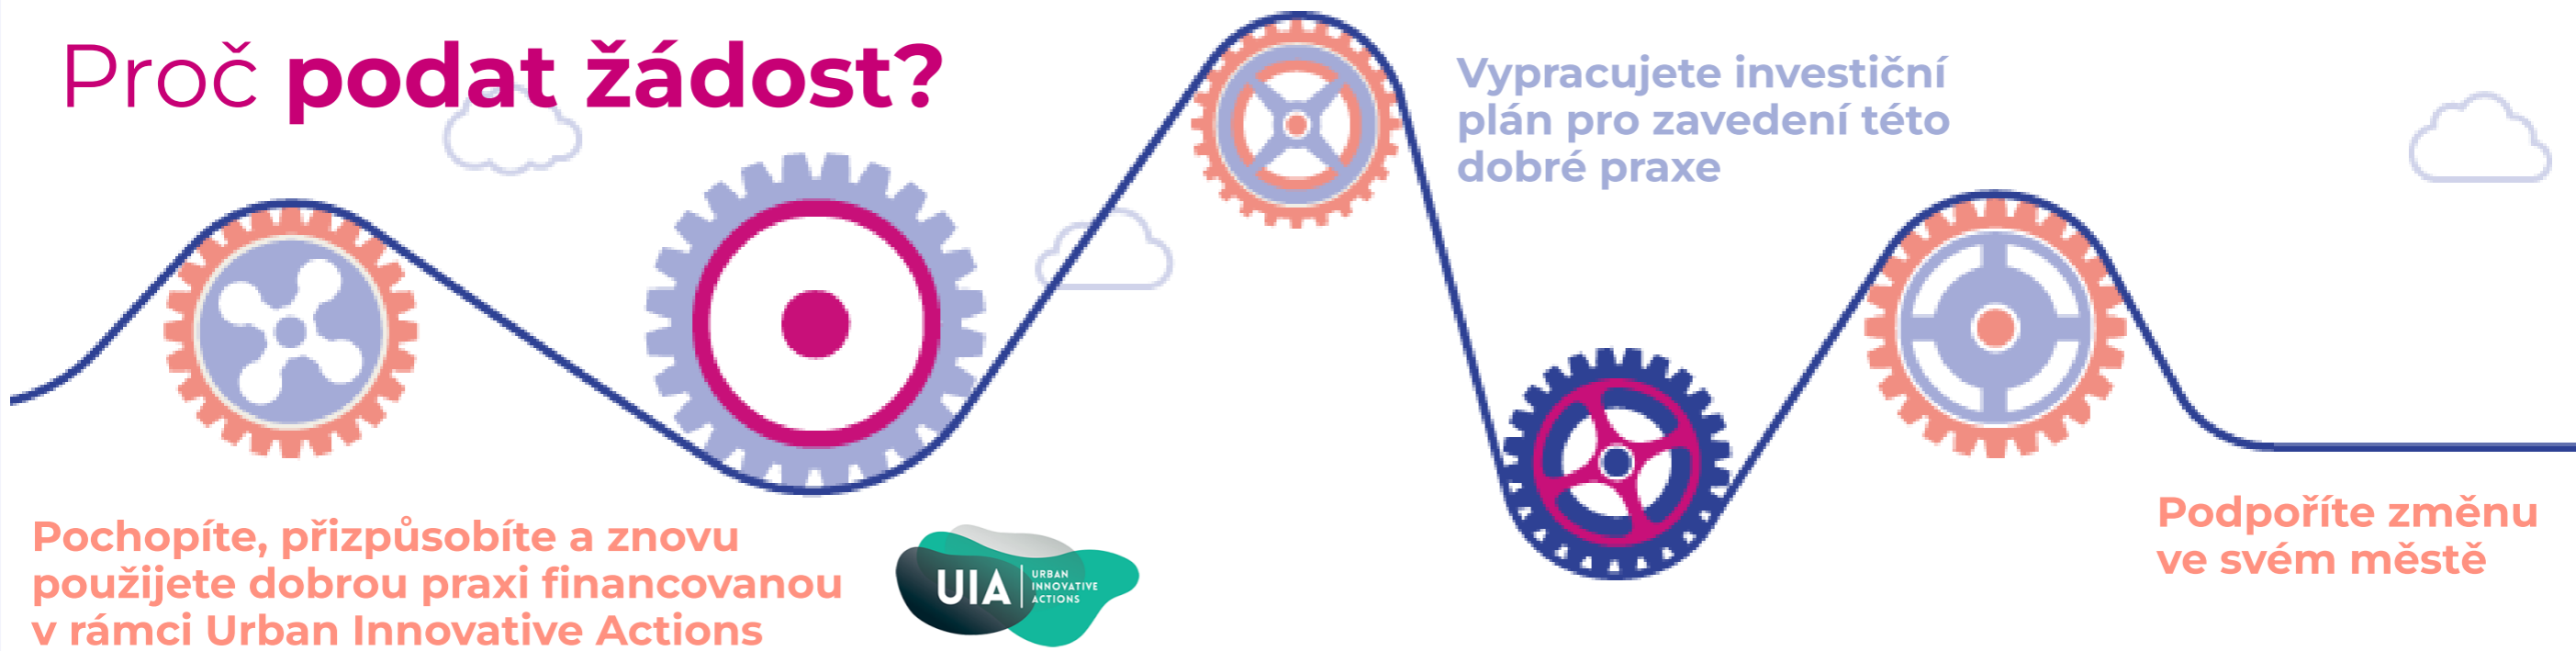 Proč podat žádost?
Vypracujete investiční
plán pro zavedení této
dobré praxe
Pochopíte, přizpůsobíte a znovu
použijete dobrou praxi financovanou
v rámci Urban Innovative Actions
UIA
URBAN
INNOVATIVE
ACTIONS
Podpoříte změnu
ve svém městě